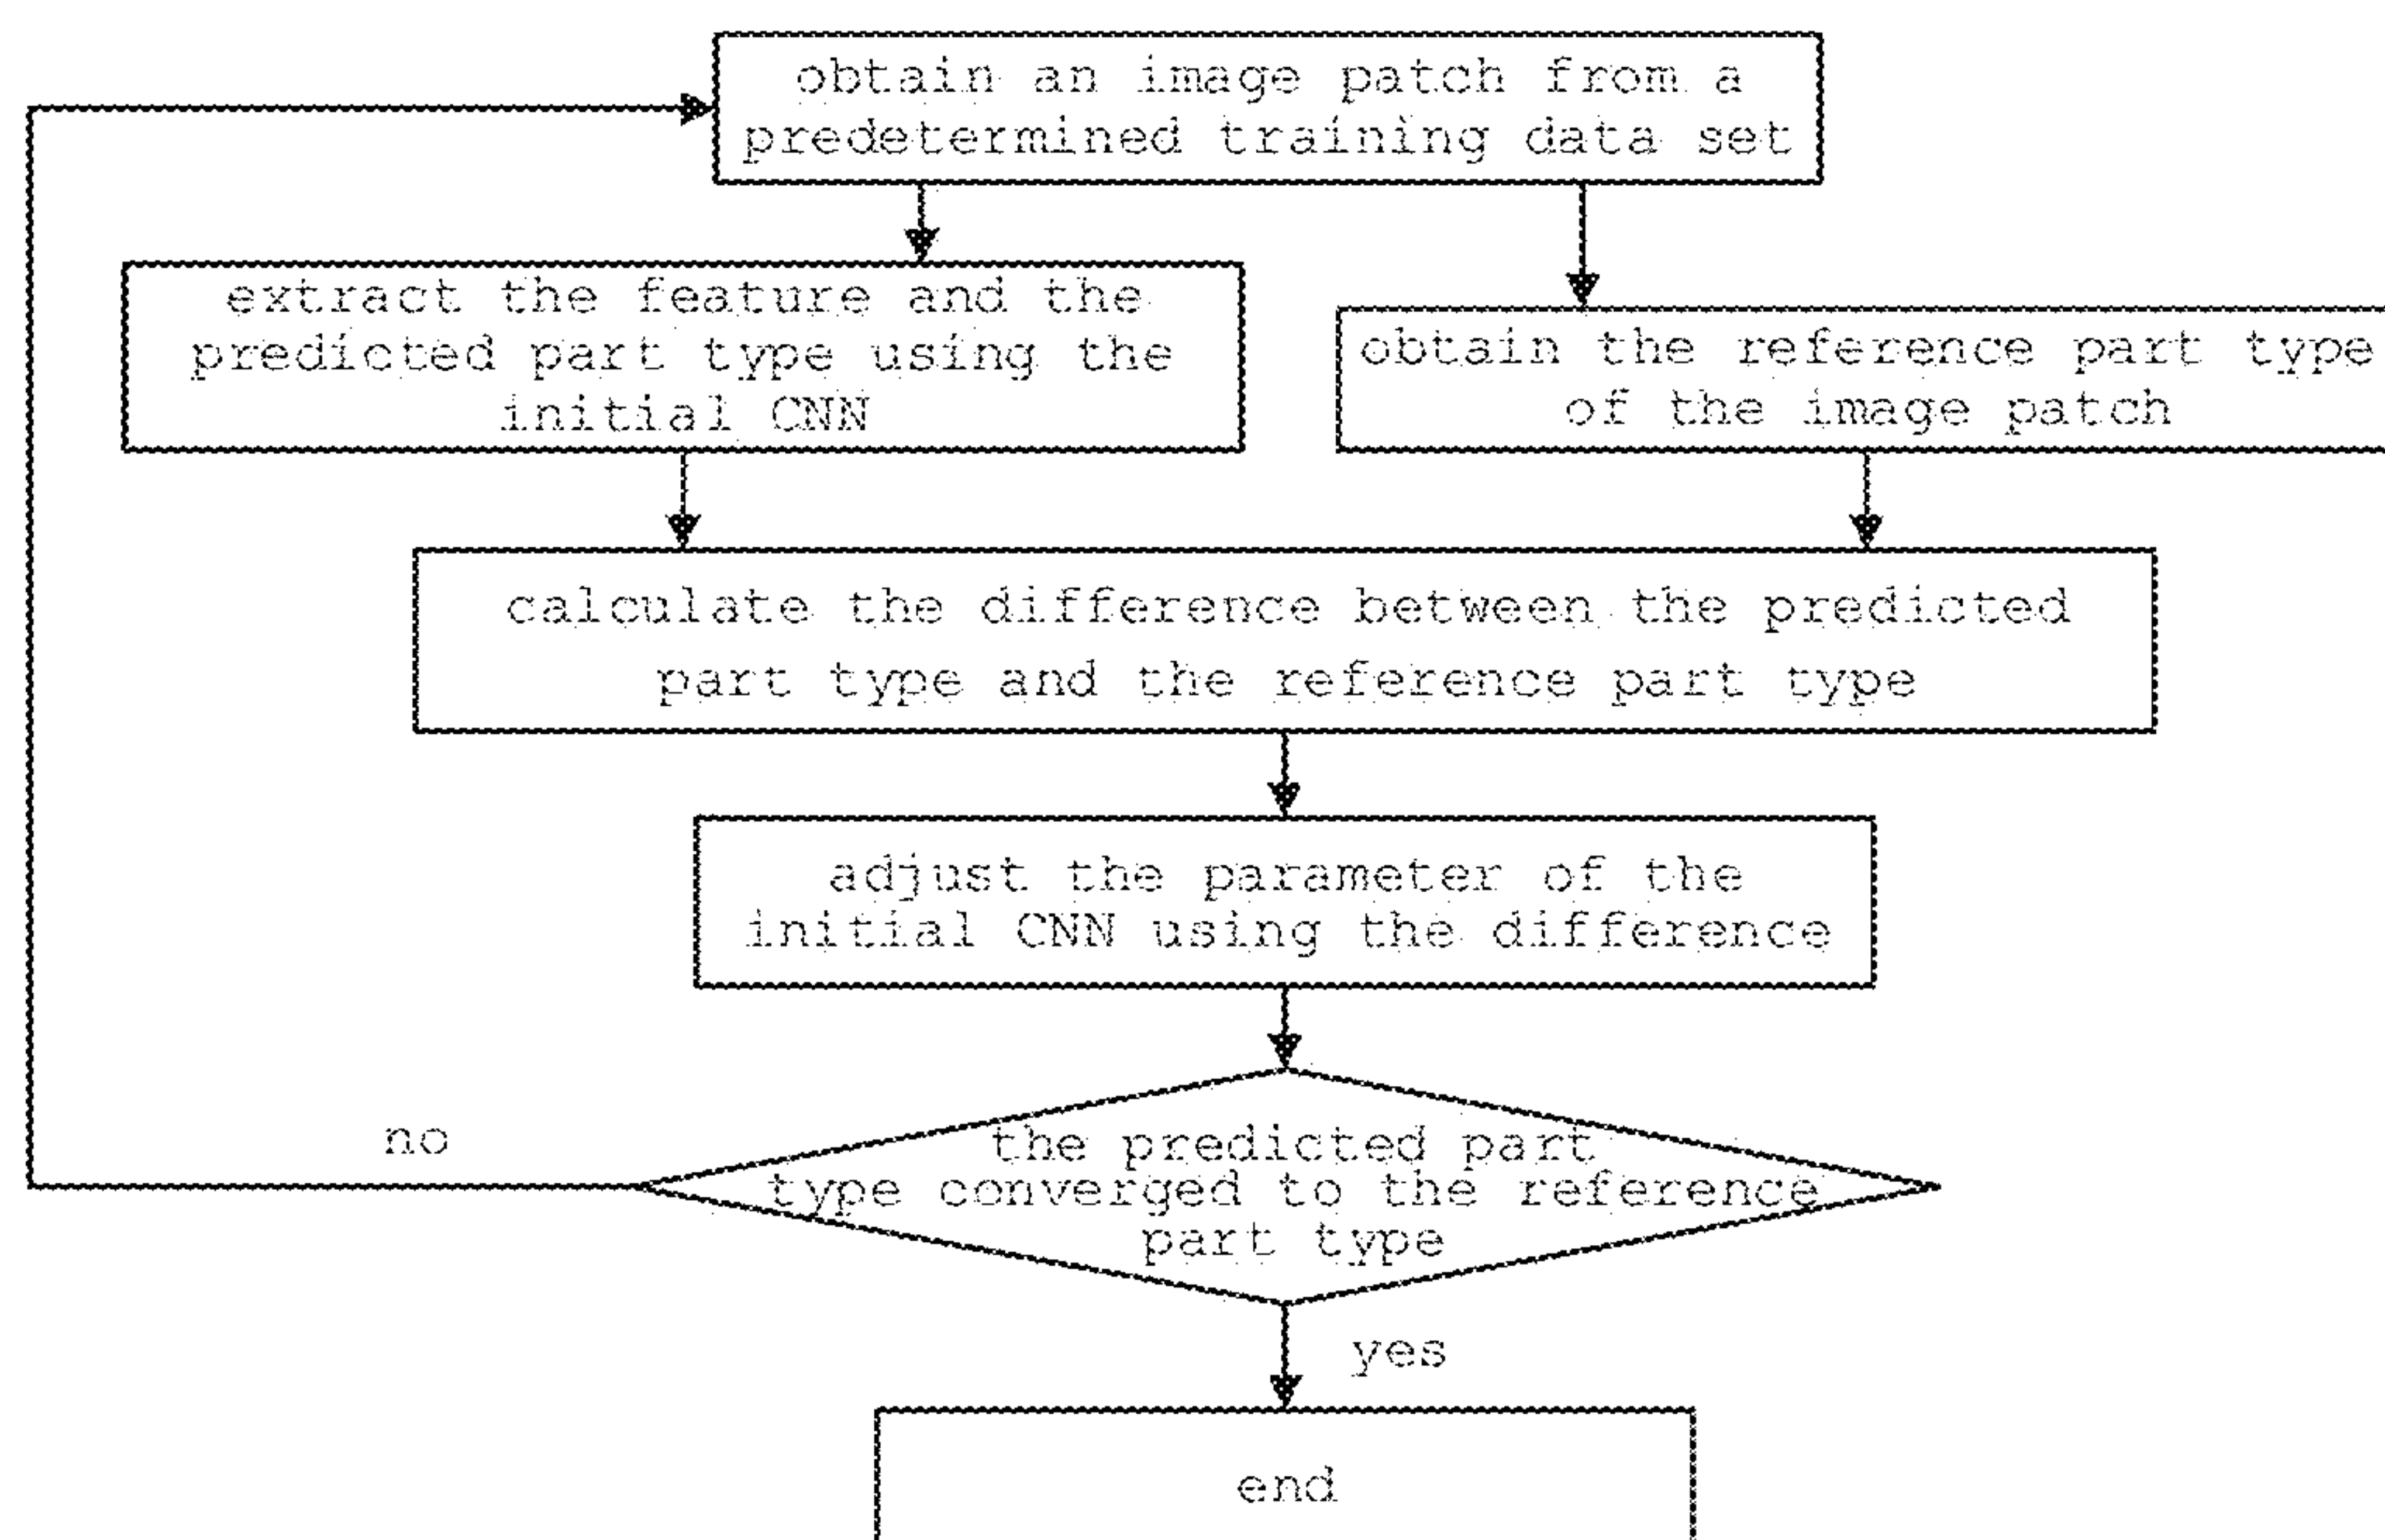 obtain an image patch from a
predetermined training data set
extract the feature and the
predicted part type using the
initial CNN
obtain the reference part type
of the image patch
calculate the difference between the predicted
part type and the reference part type
adjust the parameter of the
initial CNN using the difference
no
the predicted part
type converged to the reference
part type
yes
end